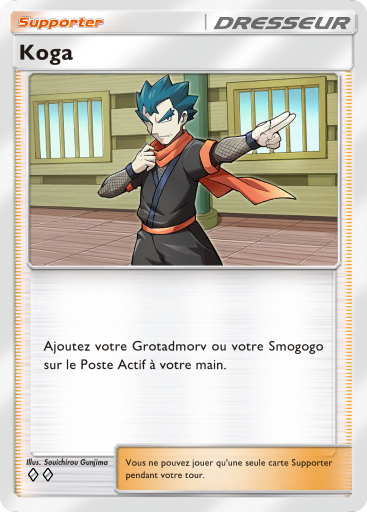 Supporter
DRESSEUR
Koga
Ajoutez votre Grotadmorv ou votre Smogogo
sur le Poste Actif à votre main.
Illus. Souichirou Gunjima
Vous ne pouvez jouer qu'une seule carte Supporter
pendant votre tour.